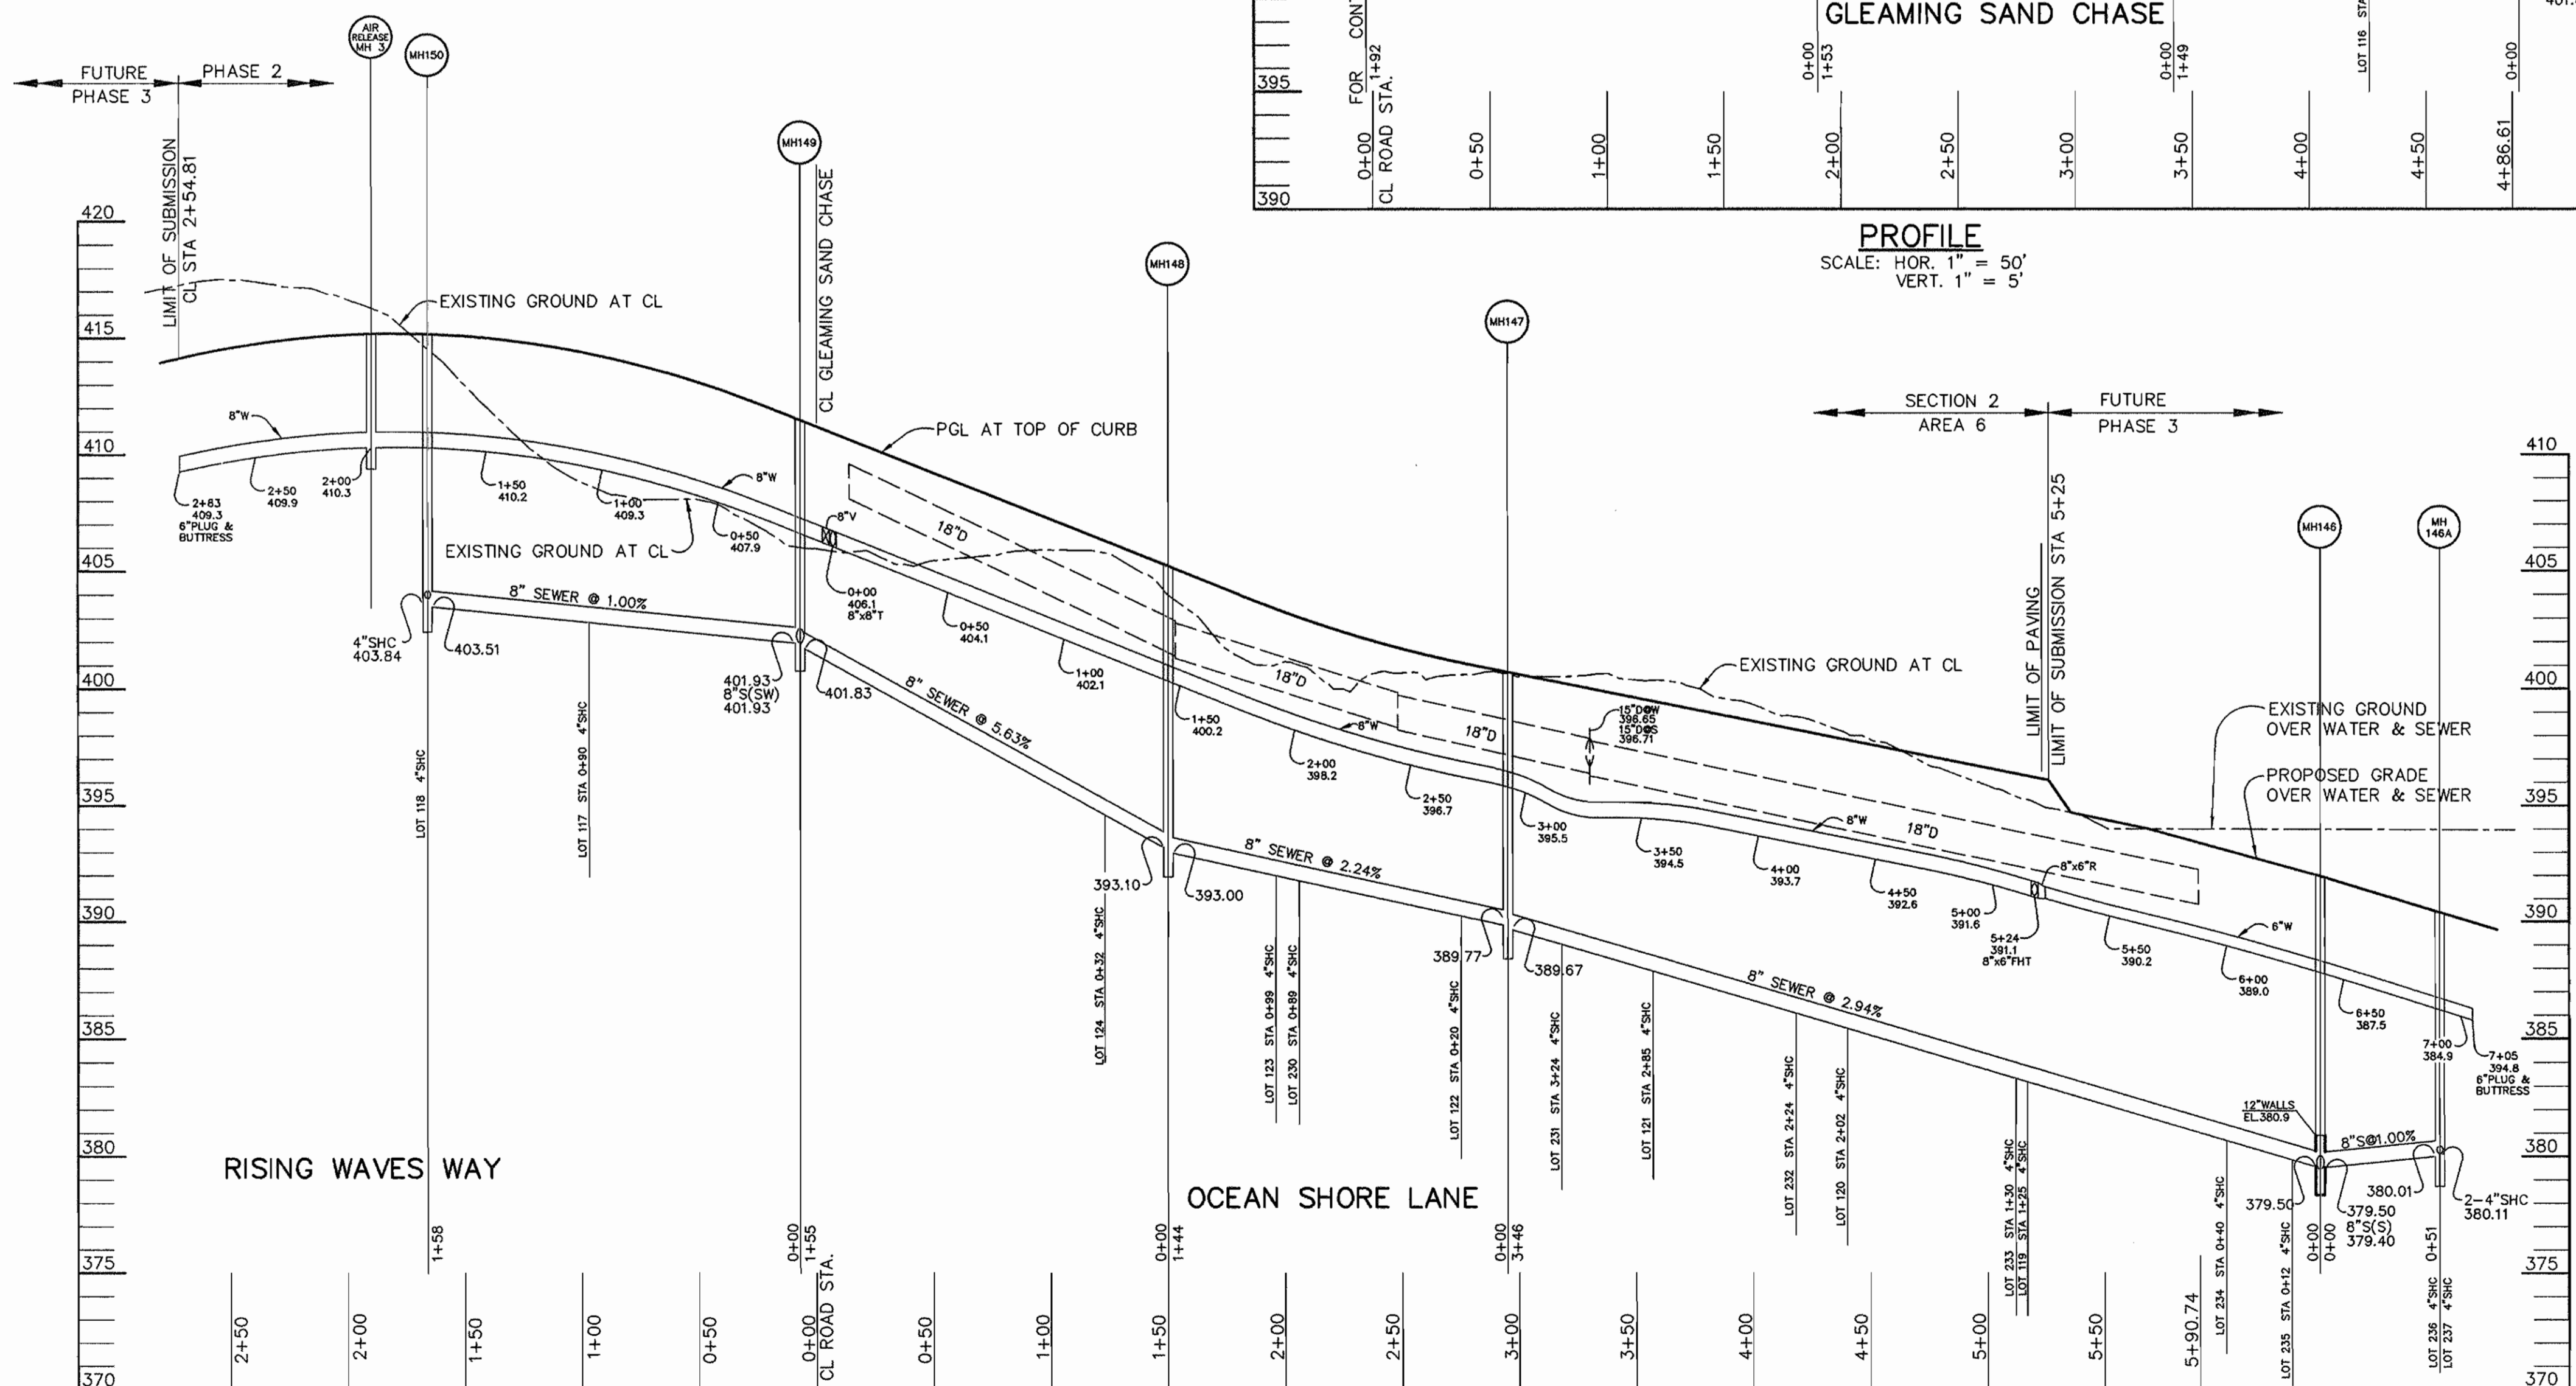 GLEAMING SAND CHASE
FOR CONT
1+92
0+00
1+53
0+00
1+49
LOT 116 STA
0+00
395
390
0+00
CL ROAD STA.
0+50
1+00
1+50
2+00
2+50
3+00
3+50
4+00
4+50
4+86.61
PROFILE
SCALE: HOR. 1" = 50'
VERT. 1" = 5'
AIR
RELEASE
MH 3
MH150
MH149
MH148
MH147
MH146
MH
146A
FUTURE
PHASE 3
PHASE 2
LIMIT OF SUBMISSION
CL STA 2+54.81
CL GLEAMING SAND CHASE
SECTION 2
AREA 6
FUTURE
PHASE 3
LIMIT OF PAVING
LIMIT OF SUBMISSION STA 5+25
420
415
410
405
400
395
390
385
380
375
370
EXISTING GROUND AT CL
PGL AT TOP OF CURB
EXISTING GROUND AT CL
EXISTING GROUND AT CL
EXISTING GROUND
OVER WATER & SEWER
PROPOSED GRADE
OVER WATER & SEWER
8"W
2+63
409.3
6"PLUG &
BUTTRESS
2+50
409.9
2+00
410.3
1+50
410.2
1+00
409.3
0+50
407.9
8"W
8"V
0+00
406.1
8"x8"T
0+50
404.1
1+00
402.1
1+50
400.2
2+00
398.2
8"W
2+50
396.7
3+00
395.5
3+50
394.5
4+00
393.7
8"W
4+50
392.6
5+00
391.6
5+24
391.1
8"x6"FHT
8"x6"R
5+50
390.2
6"W
6+00
389.0
6+50
387.5
7+00
384.9
7+05
394.8
6"PLUG &
BUTTRESS
18"D
18"D
18"D
18"D
15"D@W
396.65
15"D@S
396.71
4"SHC
403.84
403.51
8" SEWER @ 1.00%
401.93
8"S(SW)
401.93
401.83
8" SEWER @ 5.63%
393.10
393.00
8" SEWER @ 2.24%
389.77
389.67
8" SEWER @ 2.94%
12"WALLS
EL.380.9
8"S@1.00%
379.50
379.50
8"S(S)
379.40
380.01
2-4"SHC
380.11
LOT 118 4"SHC
LOT 117 STA 0+90 4"SHC
LOT 124 STA 0+32 4"SHC
LOT 123 STA 0+99 4"SHC
LOT 230 STA 0+89 4"SHC
LOT 122 STA 0+20 4"SHC
LOT 231 STA 3+24 4"SHC
LOT 121 STA 2+85 4"SHC
LOT 232 STA 2+24 4"SHC
LOT 120 STA 2+02 4"SHC
LOT 233 STA 1+30 4"SHC
LOT 119 STA 1+25 4"SHC
LOT 234 STA 0+40 4"SHC
LOT 235 STA 0+12 4"SHC
LOT 236 4"SHC
LOT 237 4"SHC
RISING WAVES WAY
OCEAN SHORE LANE
1+58
0+00
1+55
0+00
1+44
0+00
3+46
0+00
0+00
0+51
2+50
2+00
1+50
1+00
0+50
0+00
CL ROAD STA.
0+50
1+00
1+50
2+00
2+50
3+00
3+50
4+00
4+50
5+00
5+50
5+90.74
410
405
400
395
390
385
380
375
370